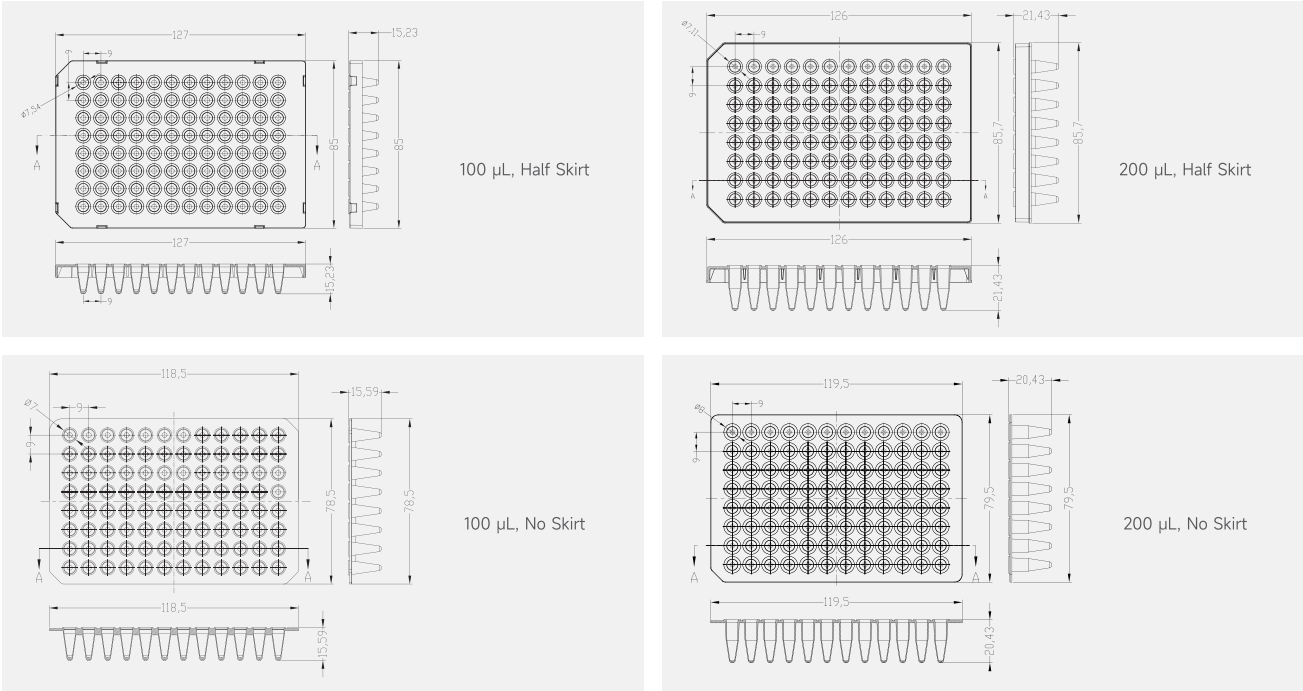 127
15,23
9
9
ø7,54
A
A
85
85
100 µL, Half Skirt
127
15,23
9
126
21,43
ø7,11
9
9
85,7
85,7
A
A
200 µL, Half Skirt
126
21,43
118,5
15,59
ø7
9
9
78,5
78,5
100 µL, No Skirt
A
A
118,5
15,59
119,5
20,43
ø8
9
9
79,5
79,5
200 µL, No Skirt
A
A
119,5
20,43